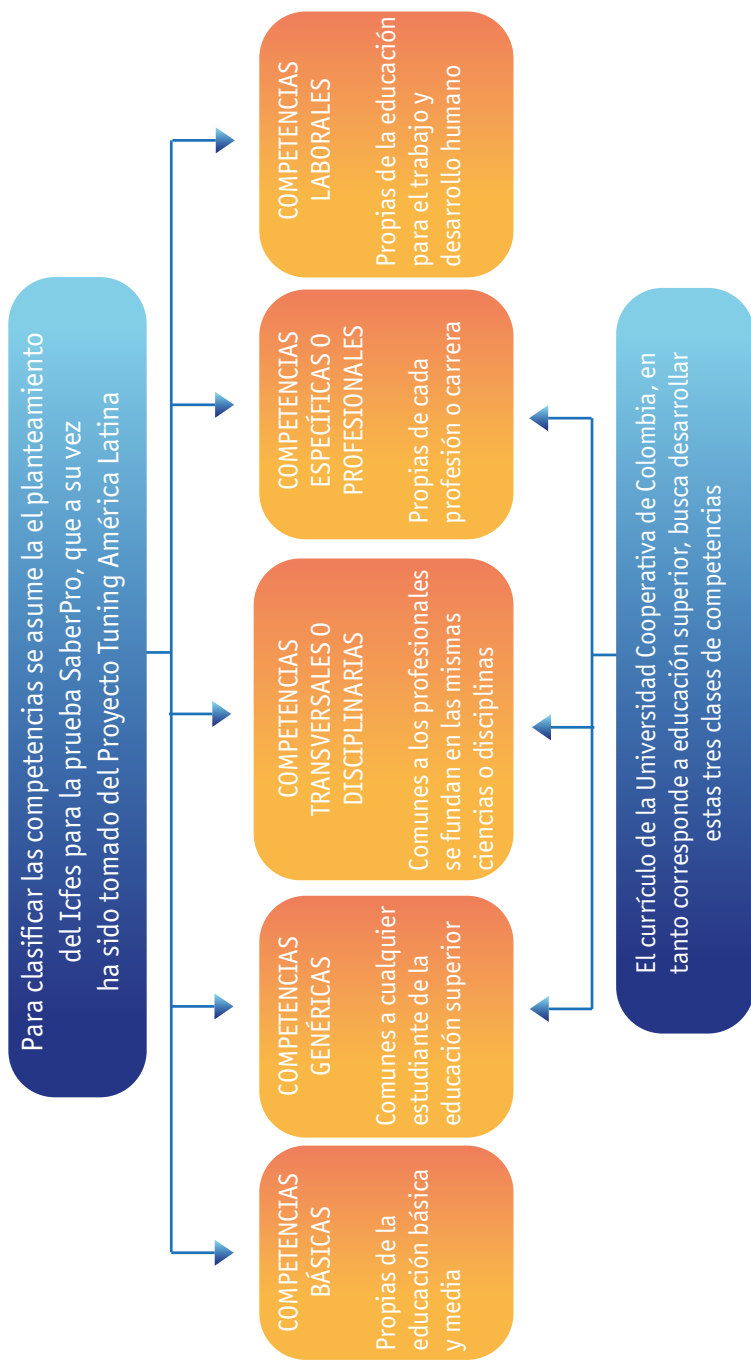 Para clasificar las competencias se asume la el planteamiento
del Icfes para la prueba SaberPro, que a su vez
ha sido tomado del Proyecto Tuning América Latina
COMPETENCIAS
BÁSICAS
Propias de la
educación básica
y media
COMPETENCIAS
GENÉRICAS
Comunes a cualquier
estudiante de la
educación superior
COMPETENCIAS
TRANSVERSALES O
DISCIPLINARIAS
Comunes a los profesionales
se fundan en las mismas
ciencias o disciplinas
COMPETENCIAS
ESPECÍFICAS O
PROFESIONALES
Propias de cada
profesión o carrera
COMPETENCIAS
LABORALES
Propias de la educación
para el trabajo y
desarrollo humano
El currículo de la Universidad Cooperativa de Colombia, en
tanto corresponde a educación superior, busca desarrollar
estas tres clases de competencias